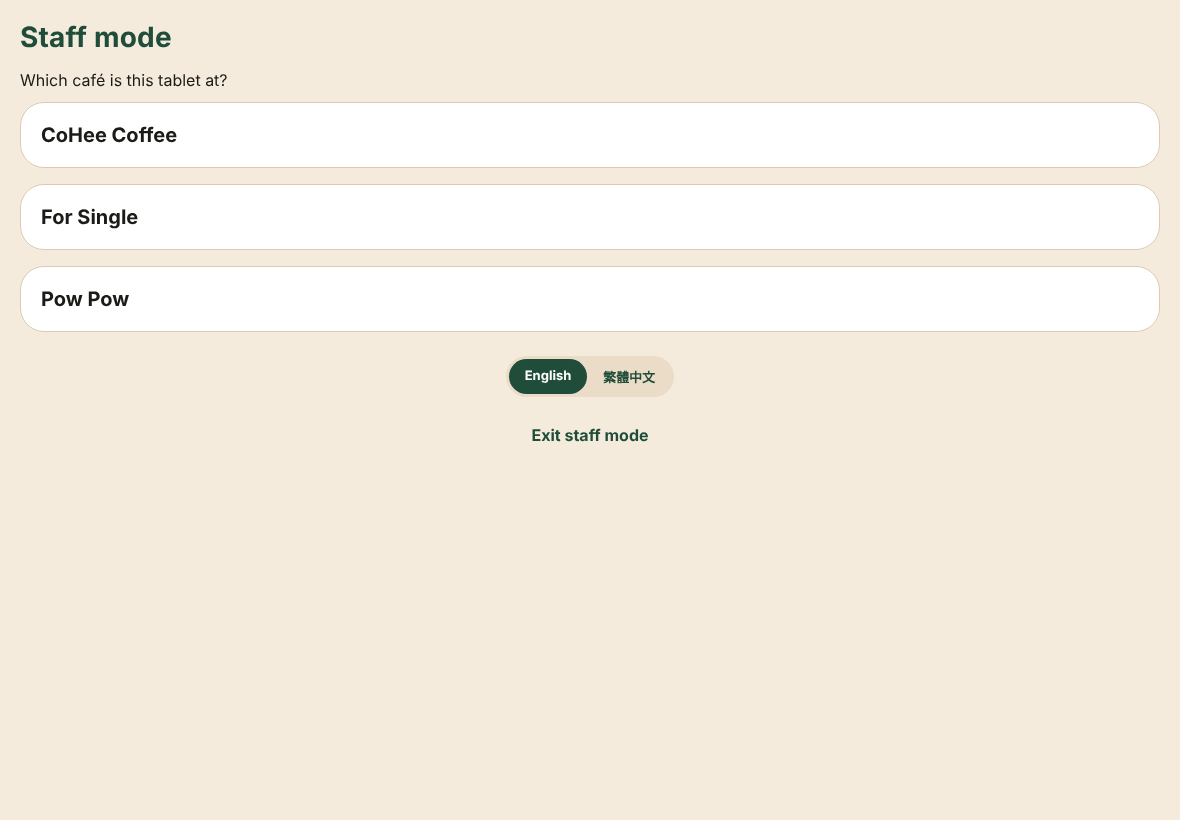 Staff mode
Which café is this tablet at?
CoHee Coffee
For Single
Pow Pow
English
繁體中文
Exit staff mode